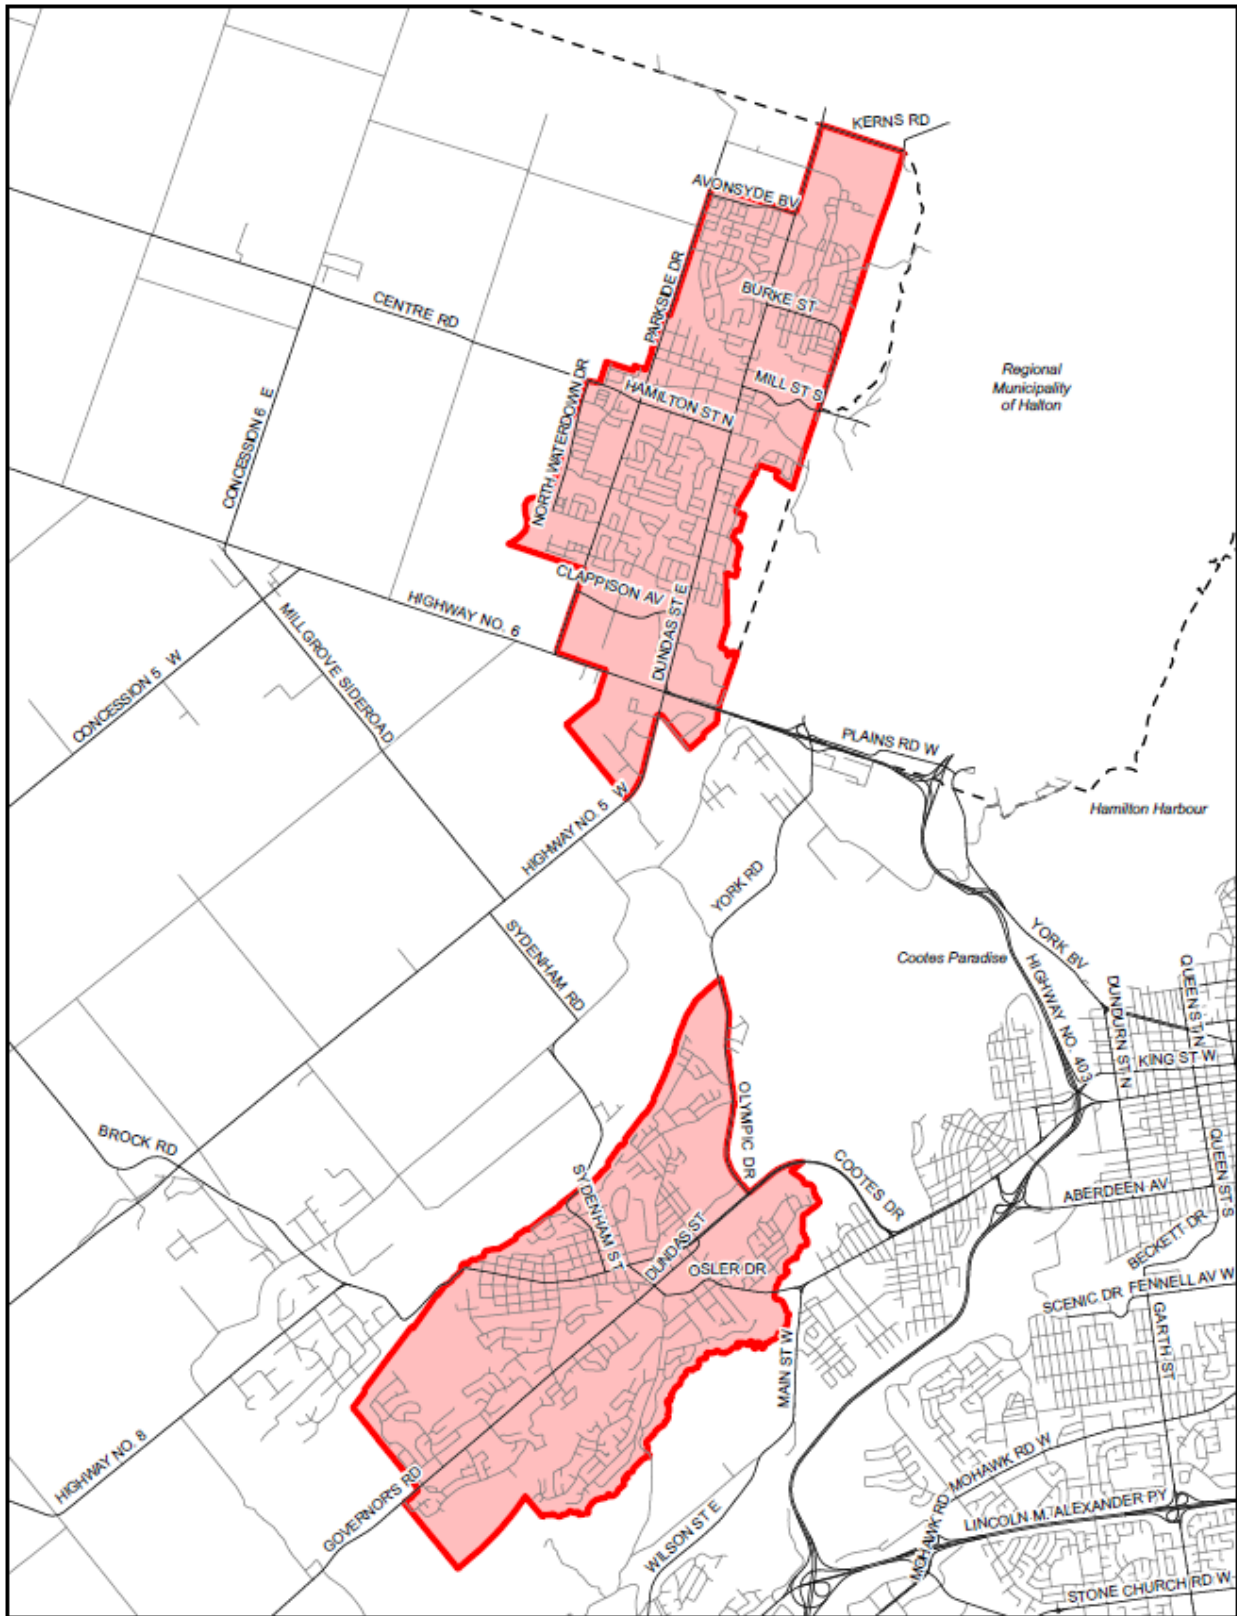 KERNS RD
AVONSYDE BV
PARKSIDE DR
BURKE ST
CENTRE RD
Regional
Municipality
of Halton
MILL ST S
HAMILTON ST N
NORTH WATERDOWN DR
CONCESSION 6 E
CLAPPISON AV
HIGHWAY NO. 6
DUNDAS ST E
MILLGROVE SIDEROAD
CONCESSION 5 W
PLAINS RD W
Hamilton Harbour
HIGHWAY NO. 5 W
YORK RD
SYDENHAM RD
Cootes Paradise
YORK BV
HIGHWAY NO. 403
DUNDURN ST N
QUEEN ST N
KING ST W
OLYMPIC DR
BROCK RD
COOTES DR
SYDENHAM ST
ABERDEEN AV
QUEEN ST S
DUNDAS ST
BECKETT DR
OSLER DR
SCENIC DR
FENNELL AV W
GARTH ST
MAIN ST W
HIGHWAY NO. 8
GOVERNOR'S RD
MOHAWK RD W
MOHAWK RD
LINCOLN M. ALEXANDER PY
WILSON ST E
STONE CHURCH RD W